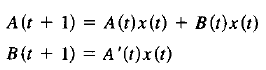 A(t + 1) = A(t)x(t) + B(t)x(t)
B(t + 1) = A'(t)x(t)